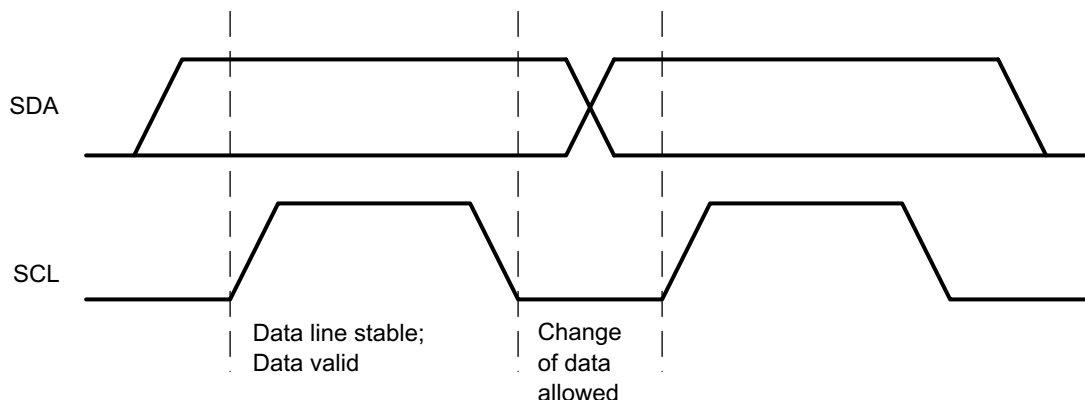 SDA
SCL
Data line stable;
Data valid
Change
of data
allowed